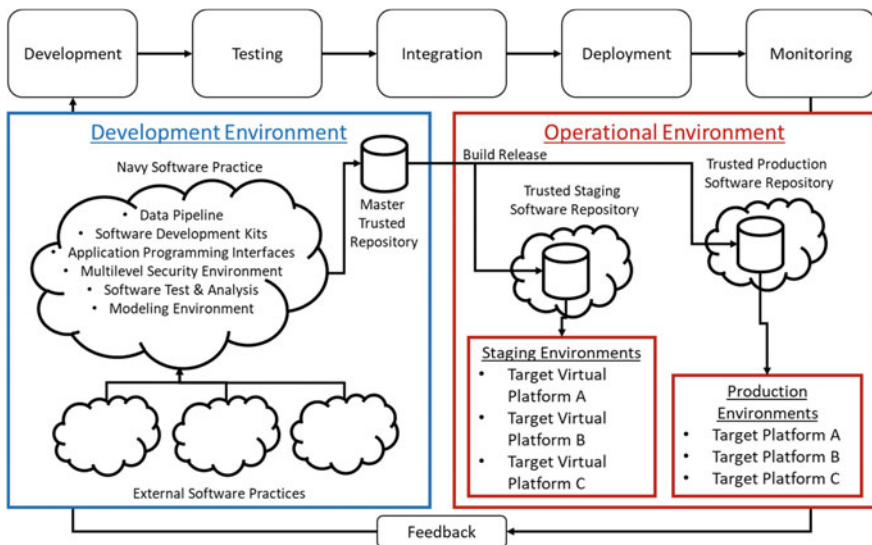 Development
Testing
Integration
Deployment
Monitoring
Development Environment
Navy Software Practice
• Data Pipeline
• Software Development Kits
• Application Programming Interfaces
• Multilevel Security Environment
• Software Test & Analysis
• Modeling Environment
Master
Trusted
Repository
External Software Practices
Operational Environment
Build Release
Trusted Staging
Software Repository
Trusted Production
Software Repository
Staging Environments
• Target Virtual
Platform A
• Target Virtual
Platform B
• Target Virtual
Platform C
Production
Environments
• Target Platform A
• Target Platform B
• Target Platform C
Feedback